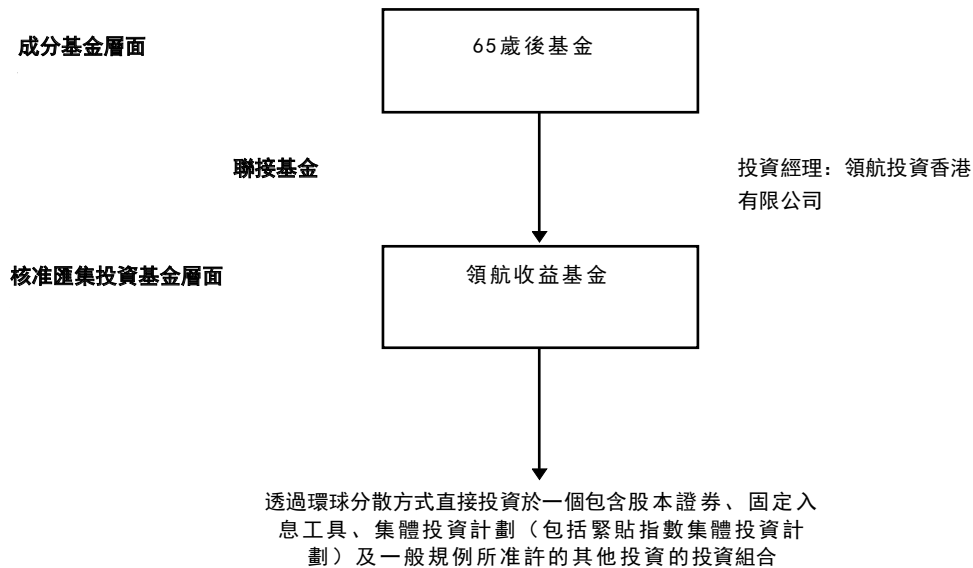 成分基金層面
65歲後基金
聯接基金
投資經理：領航投資香港
有限公司
核准匯集投資基金層面
領航收益基金
透過環球分散方式直接投資於一個包含股本證券、固定入
息工具、集體投資計劃（包括緊貼指數集體投資計
劃）及一般規例所准許的其他投資的投資組合